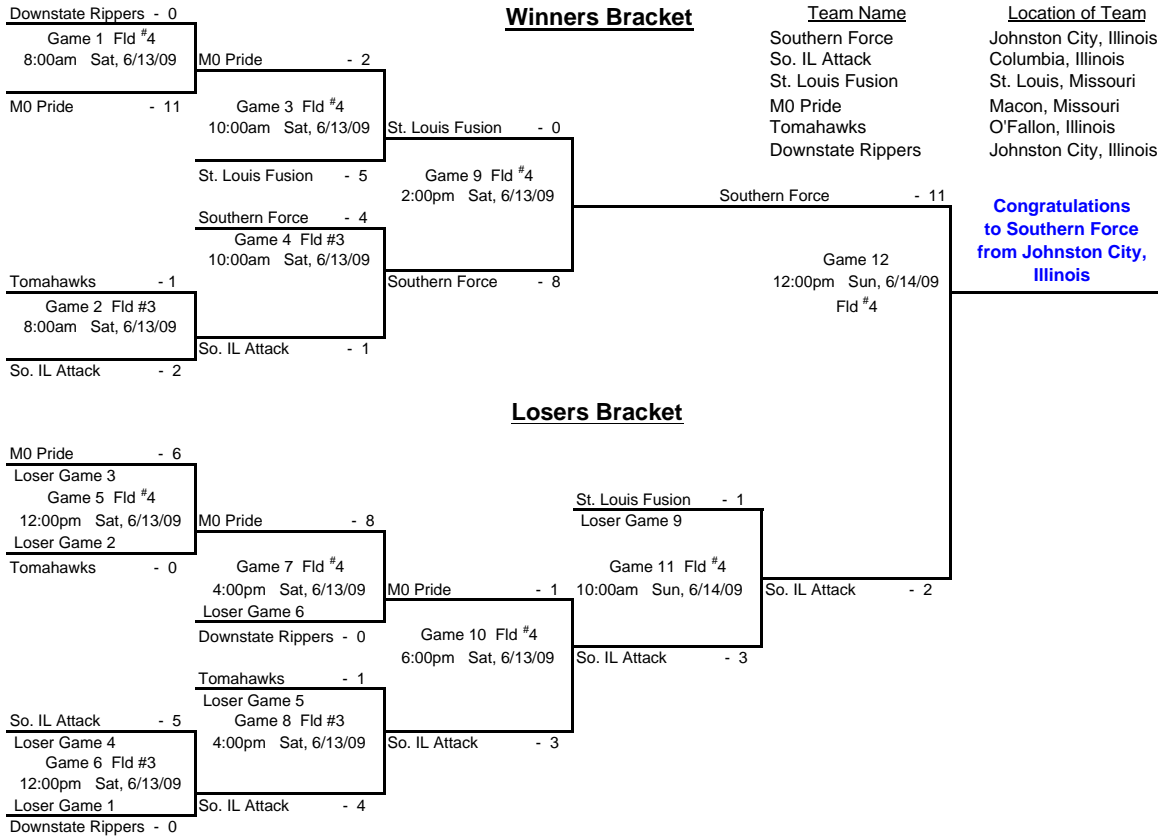 Winners Bracket
Downstate Rippers - 0
Game 1 Fld #4
8:00am Sat, 6/13/09
M0 Pride - 11
M0 Pride - 2
Game 3 Fld #4
10:00am Sat, 6/13/09
St. Louis Fusion - 5
Southern Force - 4
Game 4 Fld #3
10:00am Sat, 6/13/09
So. IL Attack - 1
Tomahawks - 1
Game 2 Fld #3
8:00am Sat, 6/13/09
So. IL Attack - 2
St. Louis Fusion - 0
Game 9 Fld #4
2:00pm Sat, 6/13/09
Southern Force - 8
Southern Force - 11
Game 12
12:00pm Sun, 6/14/09
Fld #4
Team Name Location of Team
Southern Force Johnston City, Illinois
So. IL Attack Columbia, Illinois
St. Louis Fusion St. Louis, Missouri
M0 Pride Macon, Missouri
Tomahawks O'Fallon, Illinois
Downstate Rippers Johnston City, Illinois
Congratulations
to Southern Force
from Johnston City,
Illinois
Losers Bracket
M0 Pride - 6
Loser Game 3
Game 5 Fld #4
12:00pm Sat, 6/13/09
Loser Game 2
Tomahawks - 0
M0 Pride - 8
Game 7 Fld #4
4:00pm Sat, 6/13/09
Loser Game 6
Downstate Rippers - 0
Tomahawks - 1
Loser Game 5
Game 8 Fld #3
4:00pm Sat, 6/13/09
So. IL Attack - 4
So. IL Attack - 5
Loser Game 4
Game 6 Fld #3
12:00pm Sat, 6/13/09
Loser Game 1
Downstate Rippers - 0
M0 Pride - 1
Game 10 Fld #4
6:00pm Sat, 6/13/09
So. IL Attack - 3
St. Louis Fusion - 1
Loser Game 9
Game 11 Fld #4
10:00am Sun, 6/14/09
So. IL Attack - 3
So. IL Attack - 2